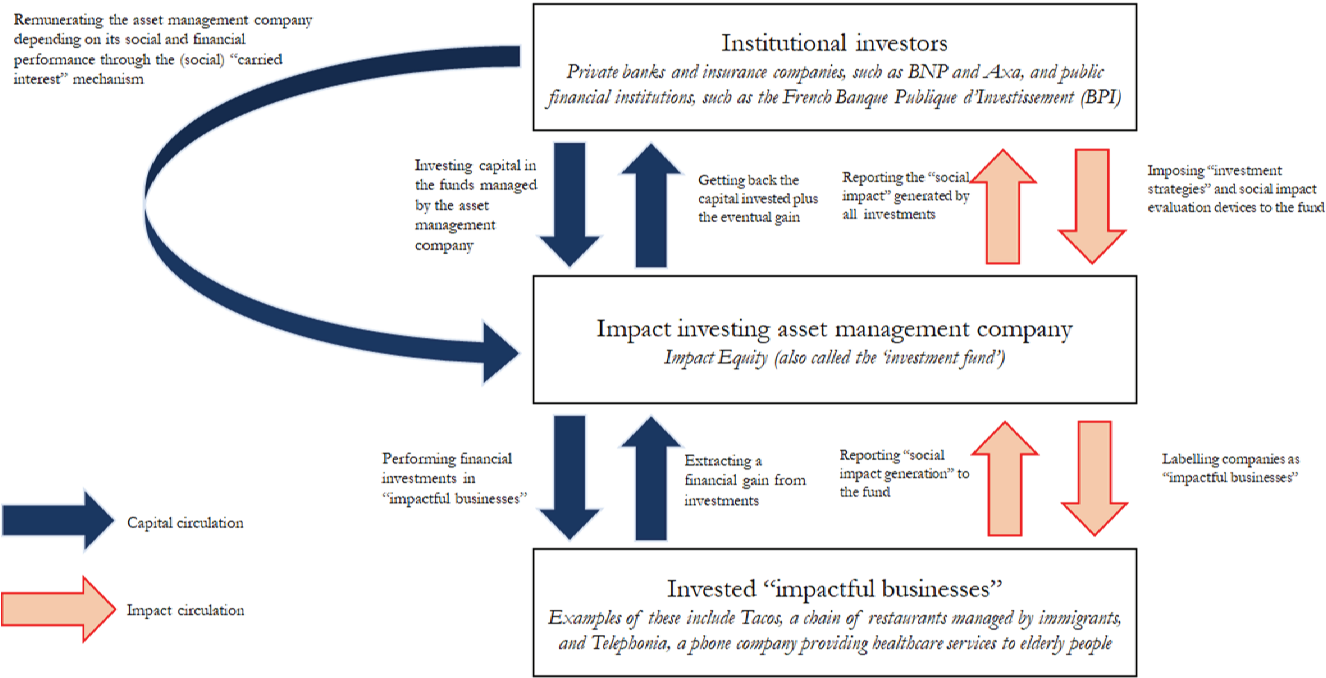 Remunerating the asset management company
depending on its social and financial
performance through the (social) “carried
interest” mechanism
Institutional investors
Private banks and insurance companies, such as BNP and Axa, and public
financial institutions, such as the French Banque Publique d’Investissement (BPI)
Investing capital in
the funds managed
by the asset
management
company
Getting back the
capital invested plus
the eventual gain
Reporting the “social
impact” generated by
all investments
Imposing “investment
strategies” and social impact
evaluation devices to the fund
Impact investing asset management company
Impact Equity (also called the ‘investment fund’)
Performing financial
investments in
“impactful businesses”
Extracting a
financial gain from
investments
Reporting “social
impact generation” to
the fund
Labelling companies as
“impactful businesses”
Capital circulation
Impact circulation
Invested “impactful businesses”
Examples of these include Tacos, a chain of restaurants managed by immigrants,
and Telephonia, a phone company providing healthcare services to elderly people